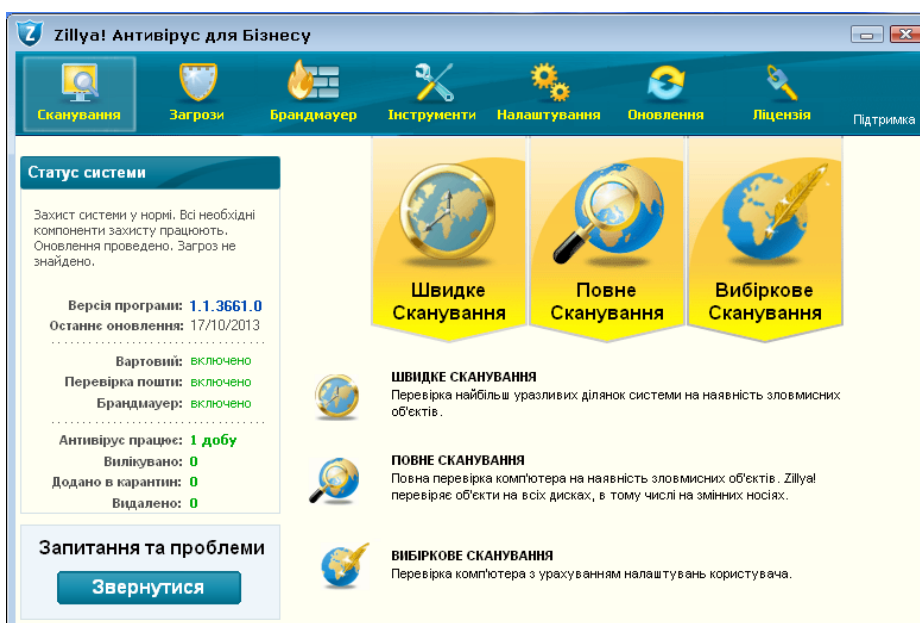 Zillya! Антивірус для Бізнесу
Сканування
Загрози
Брандмауер
Інструменти
Налаштування
Оновлення
Ліцензія
Підтримка
Статус системи
Захист системи у нормі. Всі необхідні
компоненти захисту працюють.
Оновлення проведено. Загроз не
знайдено.
Версія програми: 1.1.3661.0
Останнє оновлення: 17/10/2013
Вартовий: включено
Перевірка пошти: включено
Брандмауер: включено
Антивірус працює: 1 добу
Вилікувано: 0
Додано в карантин: 0
Видалено: 0
Запитання та проблеми
Звернутися
Швидке
Сканування
Повне
Сканування
Вибіркове
Сканування
ШВИДКЕ СКАНУВАННЯ
Перевірка найбільш уразливих ділянок системи на наявність зловмисних
об'єктів.
ПОВНЕ СКАНУВАННЯ
Повна перевірка комп'ютера на наявність зловмисних об'єктів. Zillya!
перевіряє об'єкти на всіх дисках, в тому числі на змінних носіях.
ВИБІРКОВЕ СКАНУВАННЯ
Перевірка комп'ютера з урахуванням налаштувань користувача.